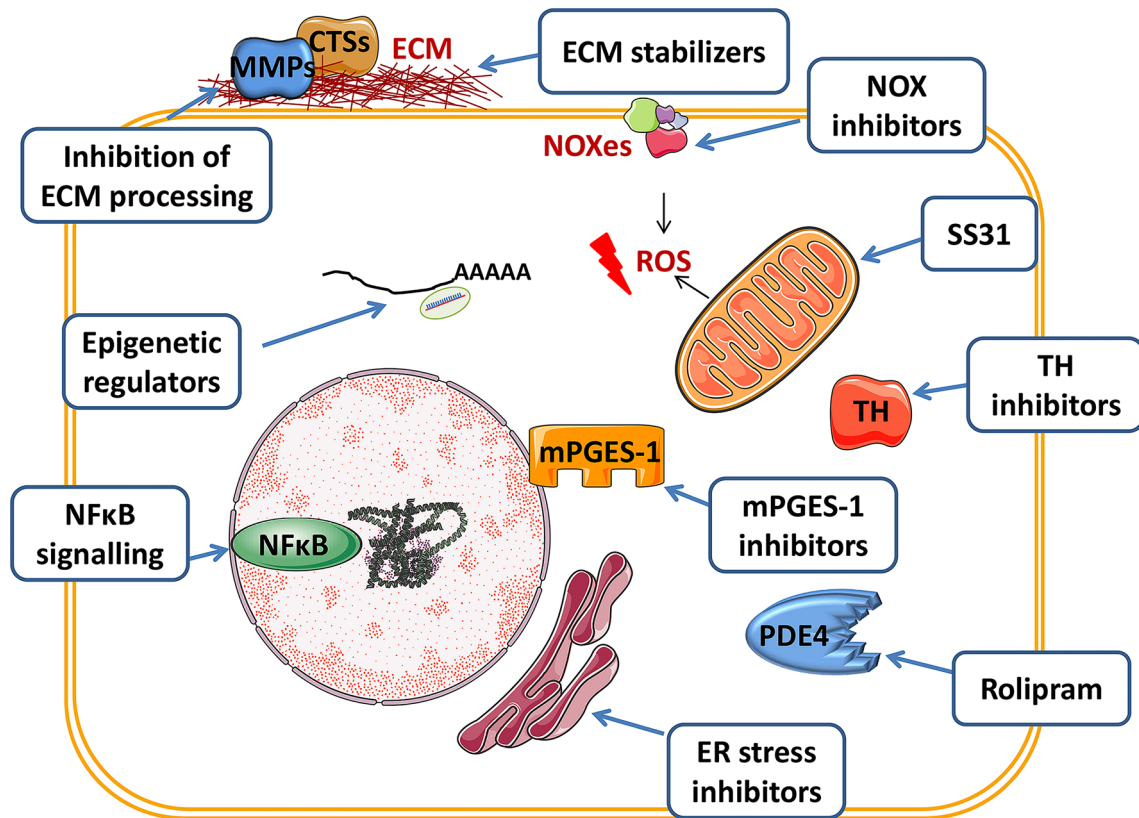 CTSs
MMPs
ECM
ECM stabilizers
NOX
inhibitors
NOXes
Inhibition of
ECM processing
SS31
ROS
AAAAA
Epigenetic
regulators
TH
inhibitors
TH
mPGES-1
mPGES-1
inhibitors
NFκB
signalling
NFκB
PDE4
Rolipram
ER stress
inhibitors